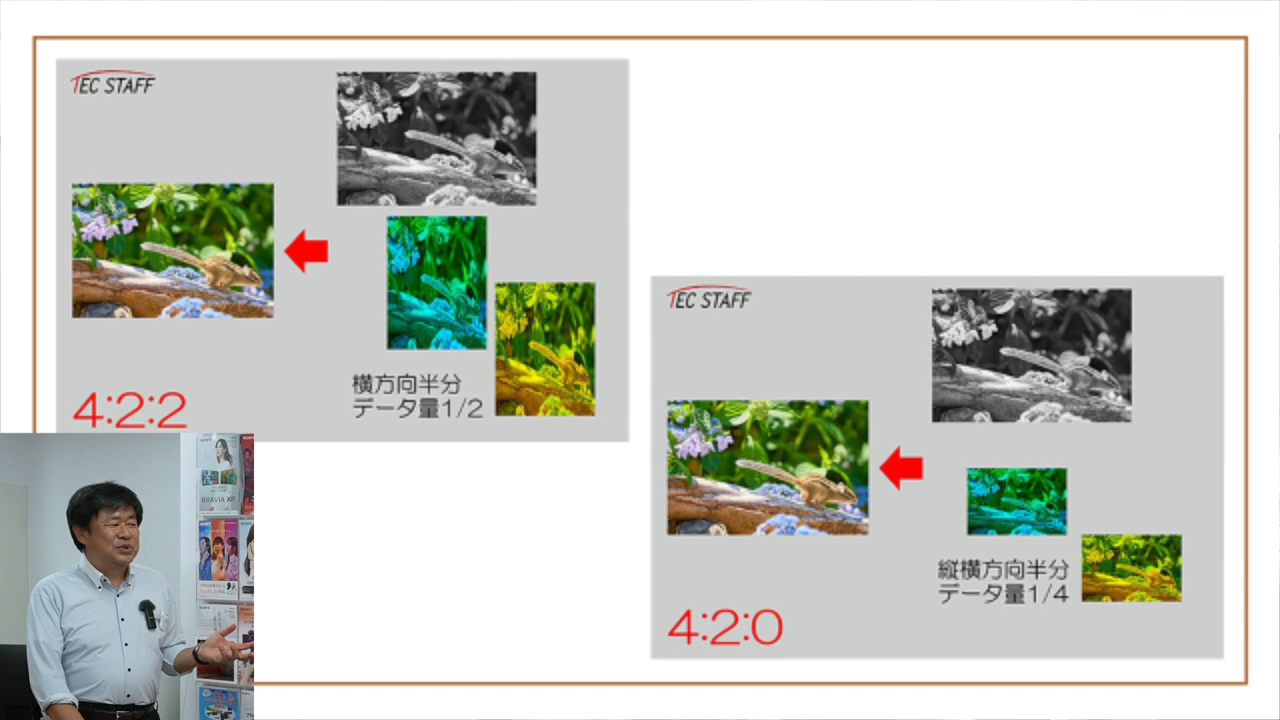 TEC STAFF
横方向半分
データ量1/2
4:2:2
TEC STAFF
縦横方向半分
データ量1/4
4:2:0
SONY
BRAVIA XR